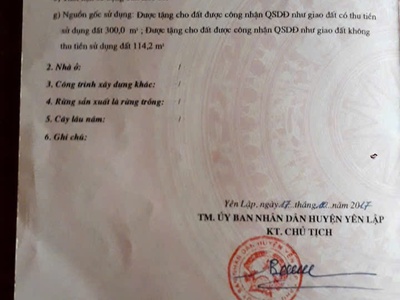 g) Nguồn gốc sử dụng: Được tặng cho đất được công nhận QSDĐ như giao đất có thu tiền
sử dụng đất 300,0 m² ; Được tặng cho đất được công nhận QSDĐ như giao đất không
thu tiền sử dụng đất 114,2 m²
2. Nhà ở: /
3. Công trình xây dựng khác: /
4. Rừng sản xuất là rừng trồng: /
5. Cây lâu năm: /
6. Ghi chú:
Yên Lập, ngày 17 tháng năm 2017
TM. ỦY BAN NHÂN DÂN HUYỆN YÊN LẬP
KT. CHỦ TỊCH